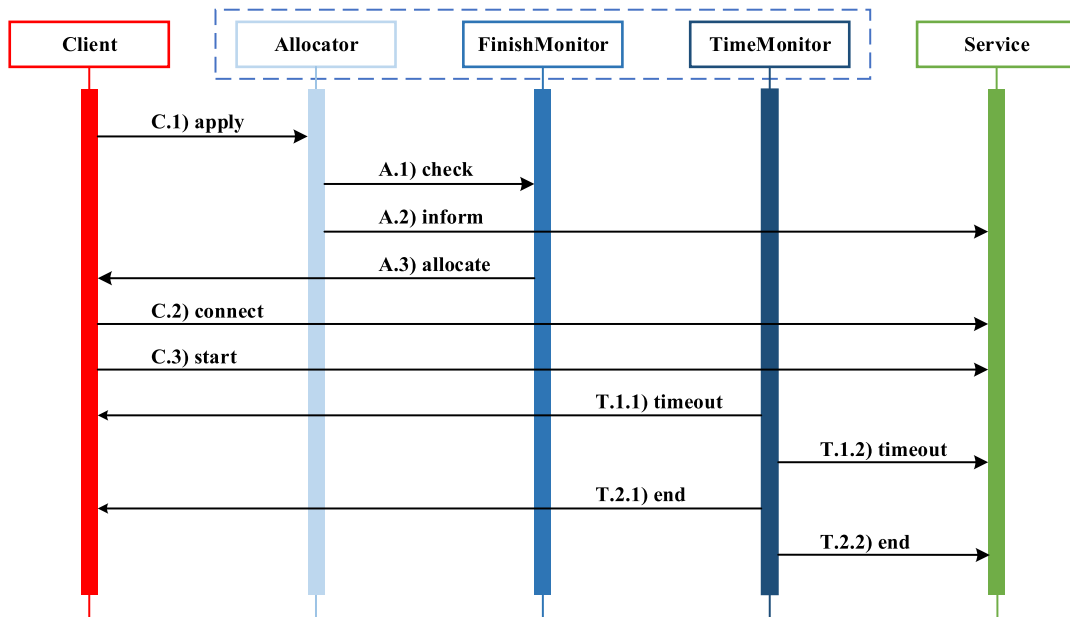 Client
Allocator
FinishMonitor
TimeMonitor
Service
C.1) apply
A.1) check
A.2) inform
A.3) allocate
C.2) connect
C.3) start
T.1.1) timeout
T.1.2) timeout
T.2.1) end
T.2.2) end